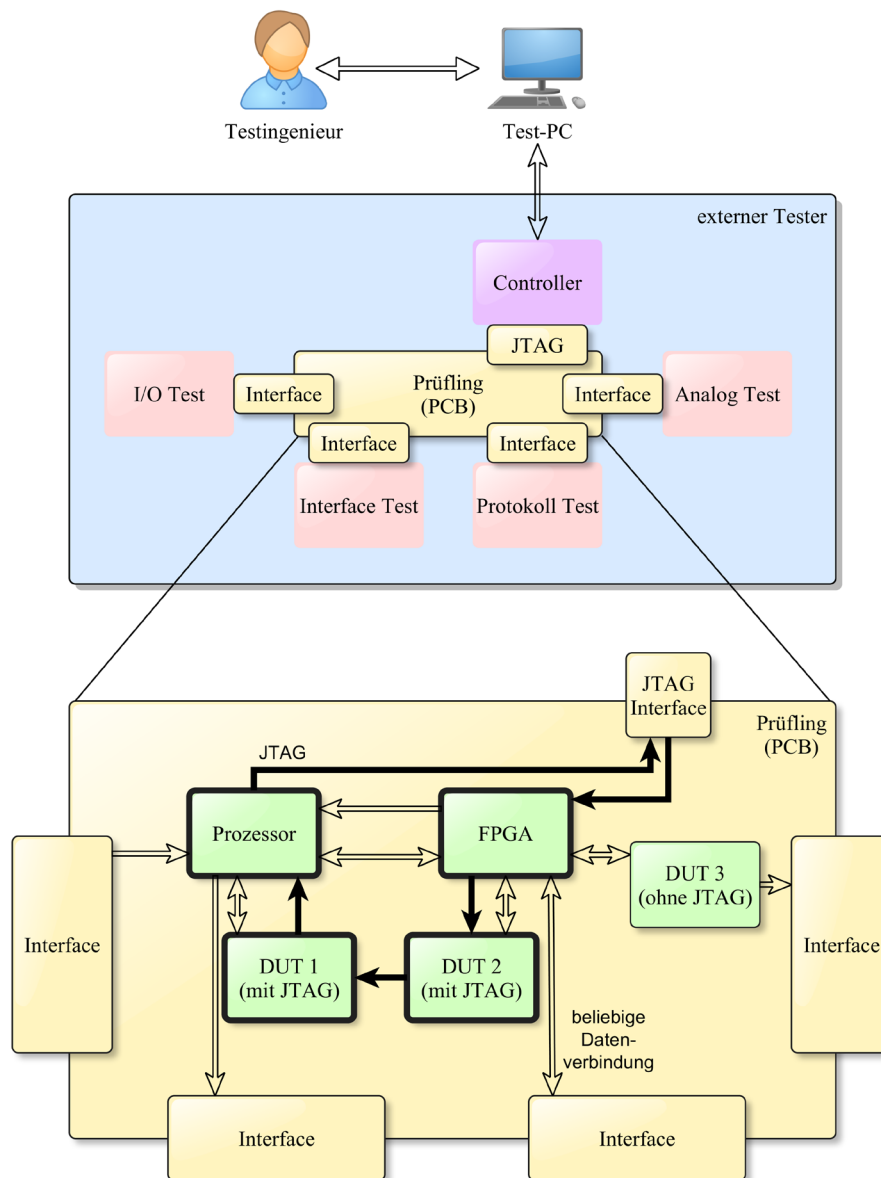 Testingenieur
Test-PC
externer Tester
Controller
JTAG
I/O Test
Interface
Prüfling
(PCB)
Interface
Analog Test
Interface
Interface
Interface Test
Protokoll Test
JTAG
Interface
Prüfling
(PCB)
JTAG
Prozessor
FPGA
DUT 3
(ohne JTAG)
Interface
DUT 1
(mit JTAG)
DUT 2
(mit JTAG)
Interface
beliebige
Daten-
verbindung
Interface
Interface